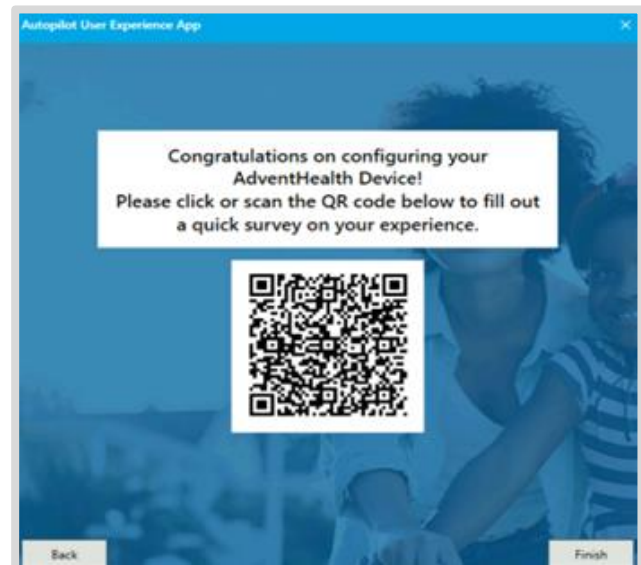 Autopilot User Experience App
Congratulations on configuring your
AdventHealth Device!
Please click or scan the QR code below to fill out
a quick survey on your experience.
Back
Finish